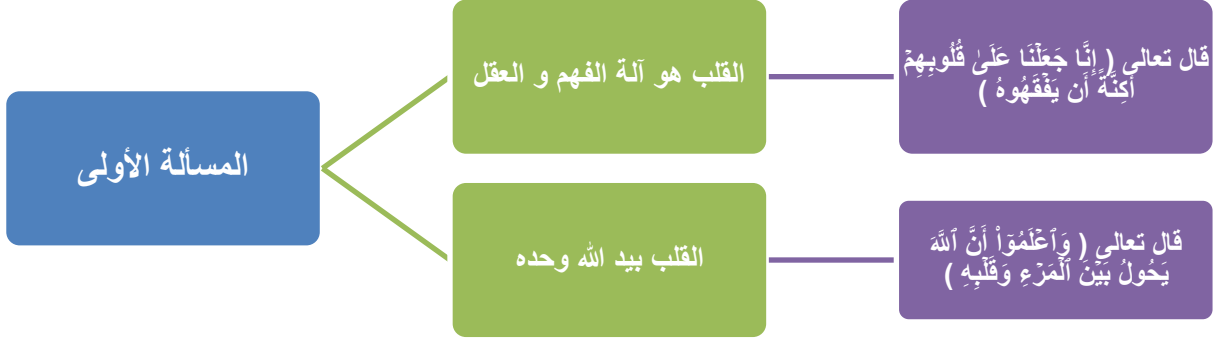 المسألة الأولى
القلب هو آلة الفهم و العقل
قال تعالى ( إِنَّا جَعَلۡنَا عَلَىٰ قُلُوبِهِمۡ
أَكِنَّةً أَن يَفۡقَهُوهُ )
القلب بيد الله وحده
قال تعالى ( وَٱعۡلَمُوٓاْ أَنَّ ٱللَّهَ
يَحُولُ بَيۡنَ ٱلۡمَرۡءِ وَقَلۡبِهِ )